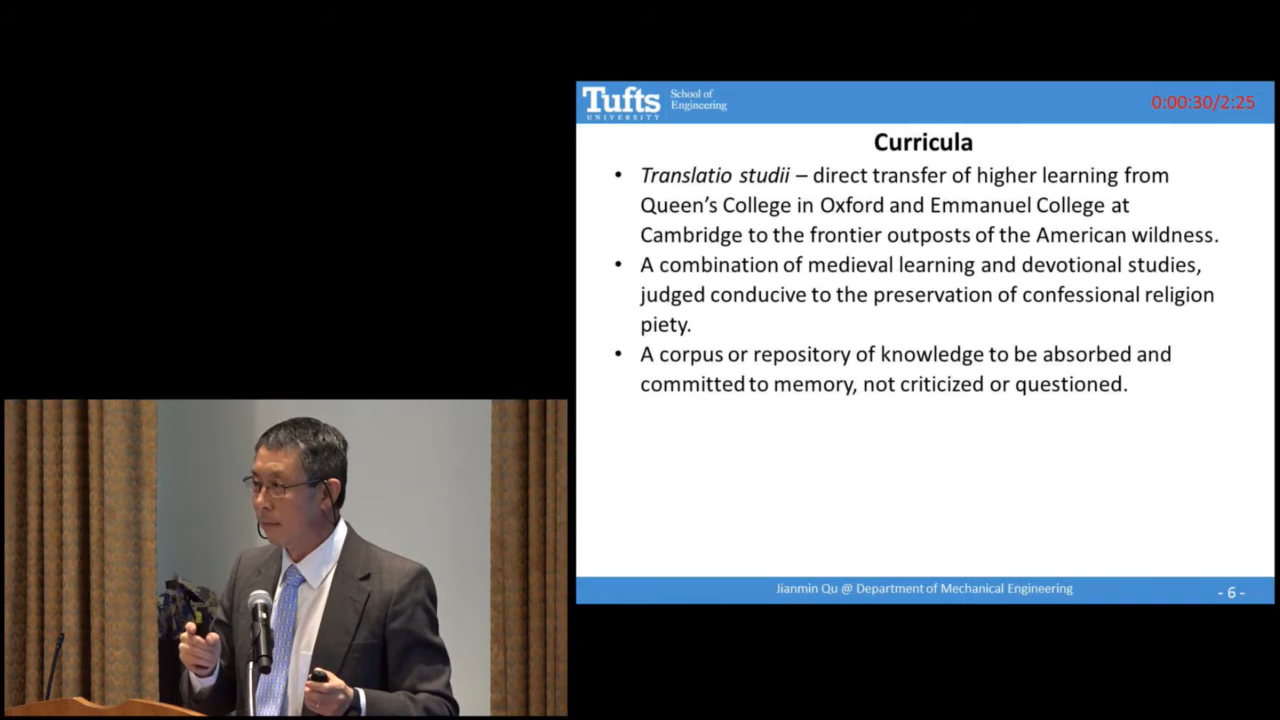 Tufts
UNIVERSITY
School of
Engineering
0:00:30/2:25
Curricula
• Translatio studii – direct transfer of higher learning from
Queen's College in Oxford and Emmanuel College at
Cambridge to the frontier outposts of the American wildness.
• A combination of medieval learning and devotional studies,
judged conducive to the preservation of confessional religion
piety.
• A corpus or repository of knowledge to be absorbed and
committed to memory, not criticized or questioned.
Jianmin Qu @ Department of Mechanical Engineering
- 6 -